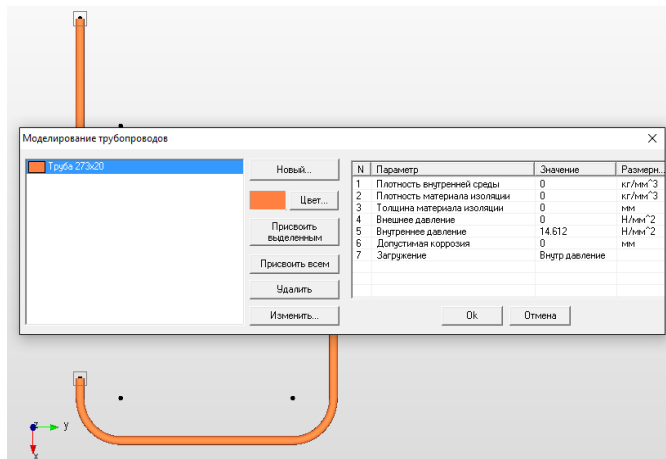 Моделирование трубопроводов
Труба 273x20
Новый...
Цвет...
Присвоить
выделенным
Присвоить всем
Удалить
Изменить...
N Параметр Значение Размерн...
1 Плотность внутренней среды 0 кг/мм^3
2 Плотность материала изоляции 0 кг/мм^3
3 Толщина материала изоляции 0 мм
4 Внешнее давление 0 Н/мм^2
5 Внутреннее давление 14.612 Н/мм^2
6 Допустимая коррозия 0 мм
7 Загружение Внутр давление
Ok
Отмена
z y
x